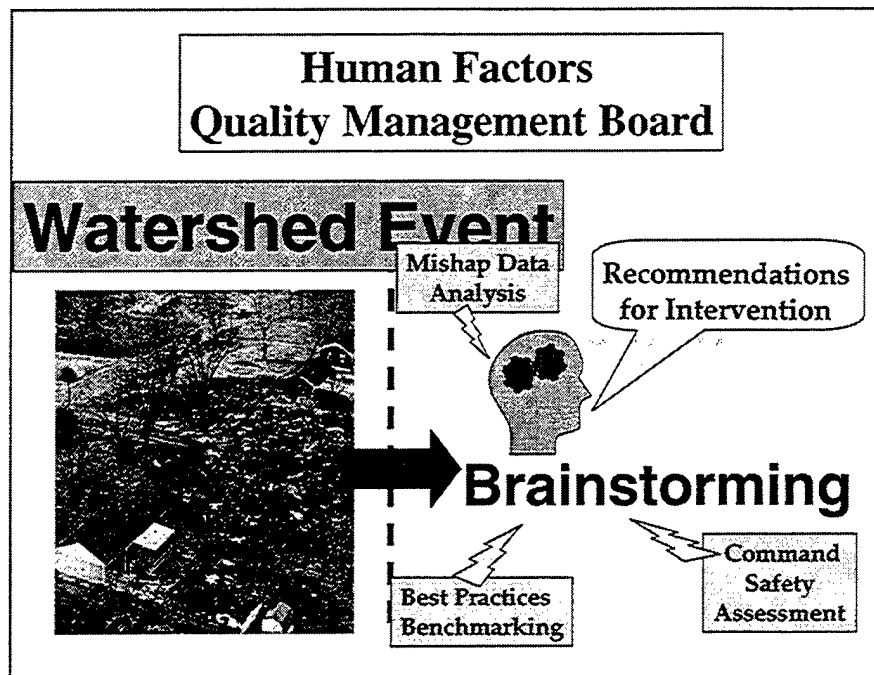 Human Factors
Quality Management Board
Watershed Event
Mishap Data
Analysis
Recommendations
for Intervention
Brainstorming
Best Practices
Benchmarking
Command
Safety
Assessment